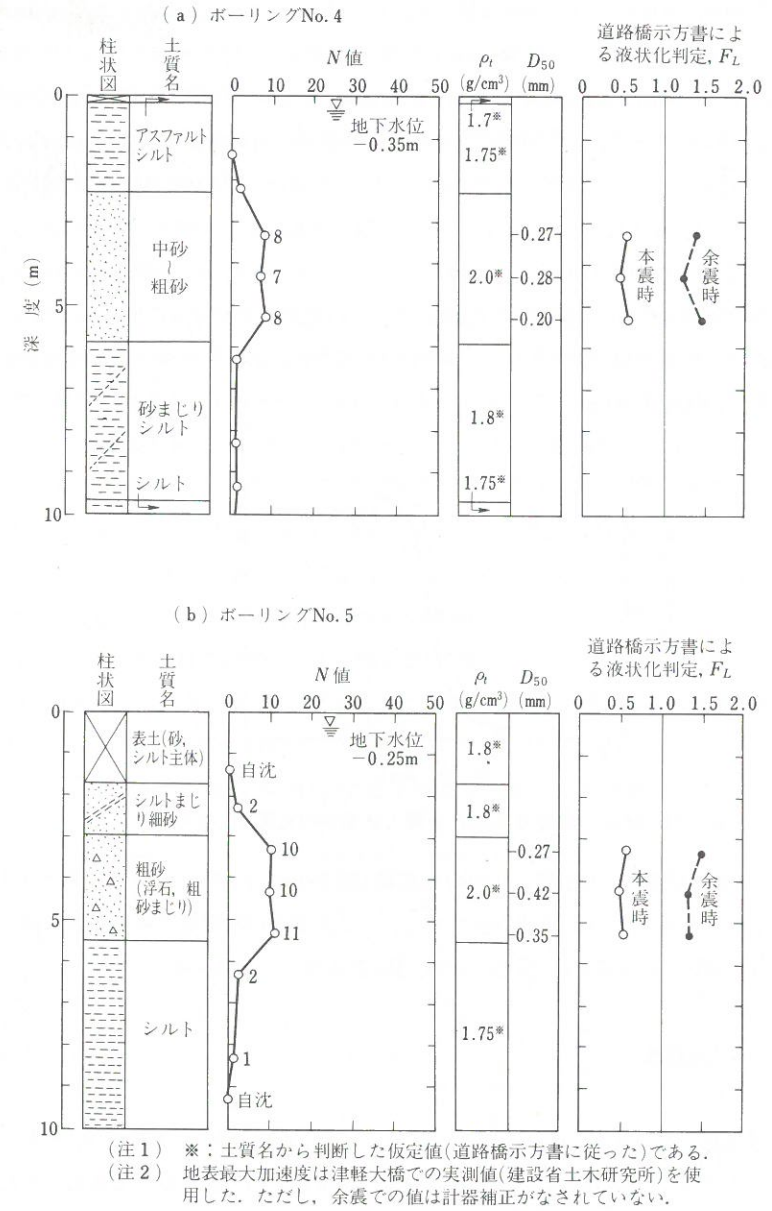 (a) ボーリングNo.4
柱状図
土質名
N 値
ρt
(g/cm³)
D50
(mm)
道路橋示方書によ
る液状化判定, FL
0 10 20 30 40 50
0 0.5 1.0 1.5 2.0
0
5
10
深度(m)
アスファルト
シルト
中砂
〜
粗砂
砂まじり
シルト
シルト
地下水位
−0.35m
8
7
8
1.7※
1.75※
2.0※
1.8※
1.75※
0.27
0.28
0.20
本震時
余震時
(b) ボーリングNo.5
柱状図
土質名
N 値
ρt
(g/cm³)
D50
(mm)
道路橋示方書によ
る液状化判定, FL
0 10 20 30 40 50
0 0.5 1.0 1.5 2.0
0
5
10
表土(砂,
シルト主体)
シルトまじ
り細砂
粗砂
(浮石, 粗
砂まじり)
シルト
地下水位
−0.25m
自沈
2
10
10
11
2
1
自沈
1.8※
1.8※
2.0※
1.75※
0.27
0.42
0.35
本震時
余震時
(注1) ※：土質名から判断した仮定値(道路橋示方書に従った)である.
(注2) 地表最大加速度は津軽大橋での実測値(建設省土木研究所)を使
用した. ただし, 余震での値は計器補正がなされていない.